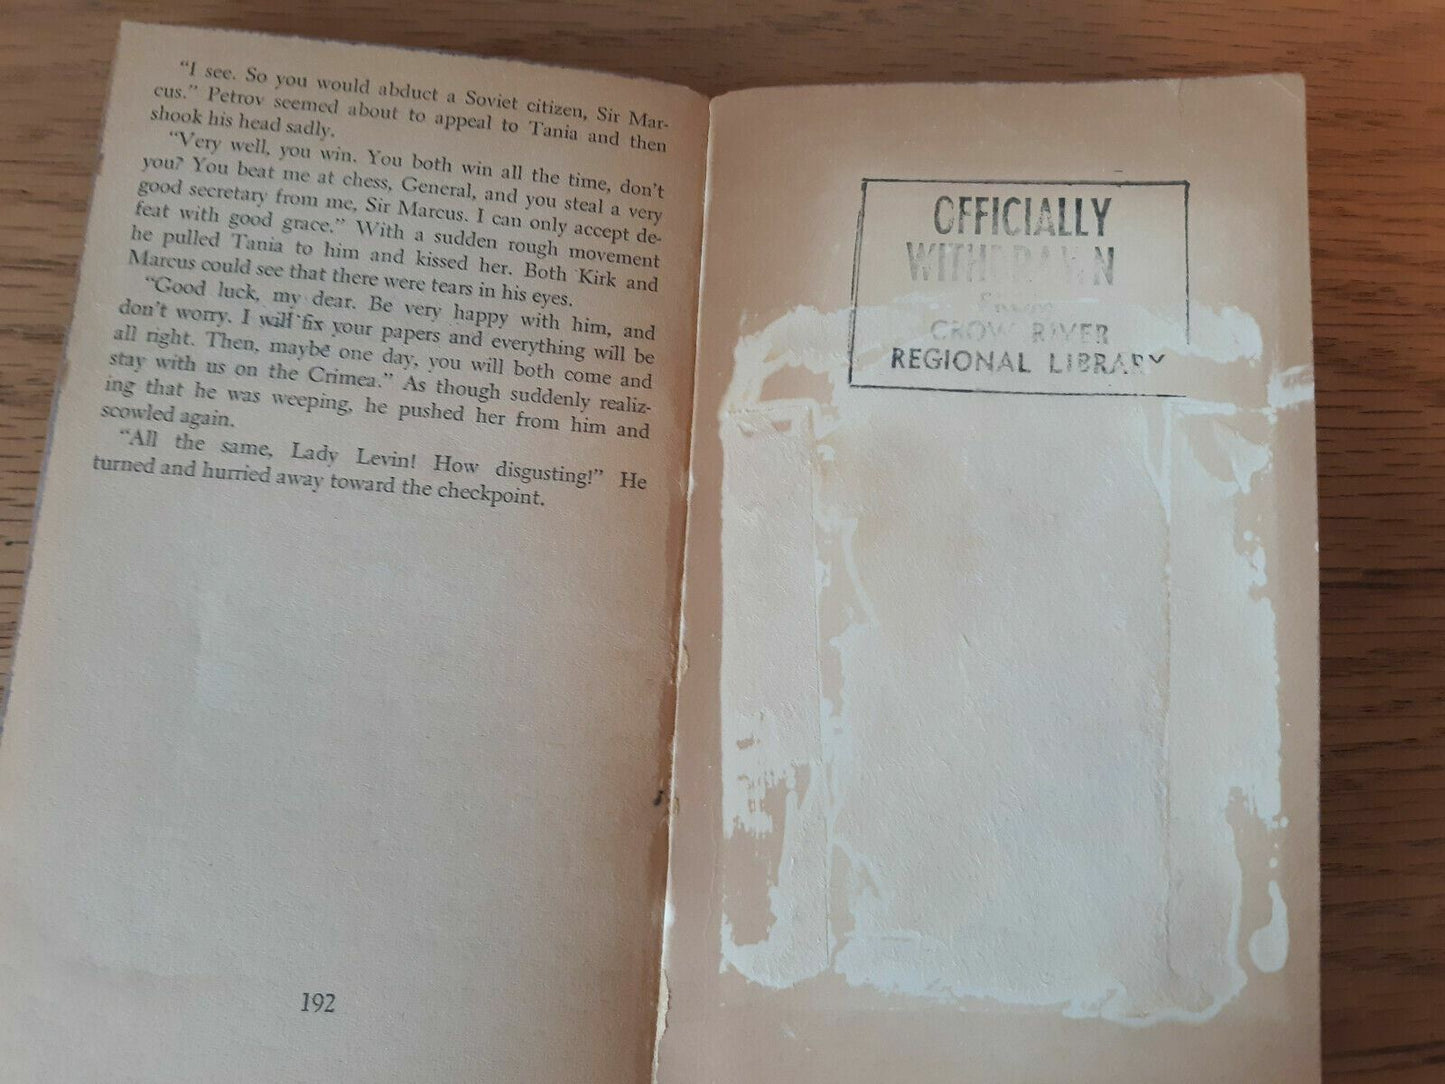 “I see. So you would abduct a Soviet citizen, Sir Mar-
cus.” Petrov seemed about to appeal to Tania and then
shook his head sadly.
“Very well, you win. You both win all the time, don’t
you? You beat me at chess, General, and you steal a very
good secretary from me, Sir Marcus. I can only accept de-
feat with good grace.” With a sudden rough movement
he pulled Tania to him and kissed her. Both Kirk and
Marcus could see that there were tears in his eyes.
“Good luck, my dear. Be very happy with him, and
don’t worry. I will fix your papers and everything will be
all right. Then, maybe one day, you will both come and
stay with us on the Crimea.” As though suddenly realiz-
ing that he was weeping, he pushed her from him and
scowled again.
“All the same, Lady Levin! How disgusting!” He
turned and hurried away toward the checkpoint.
192
OFFICIALLY
WITHDRAWN
CROW RIVER
REGIONAL LIBRARY